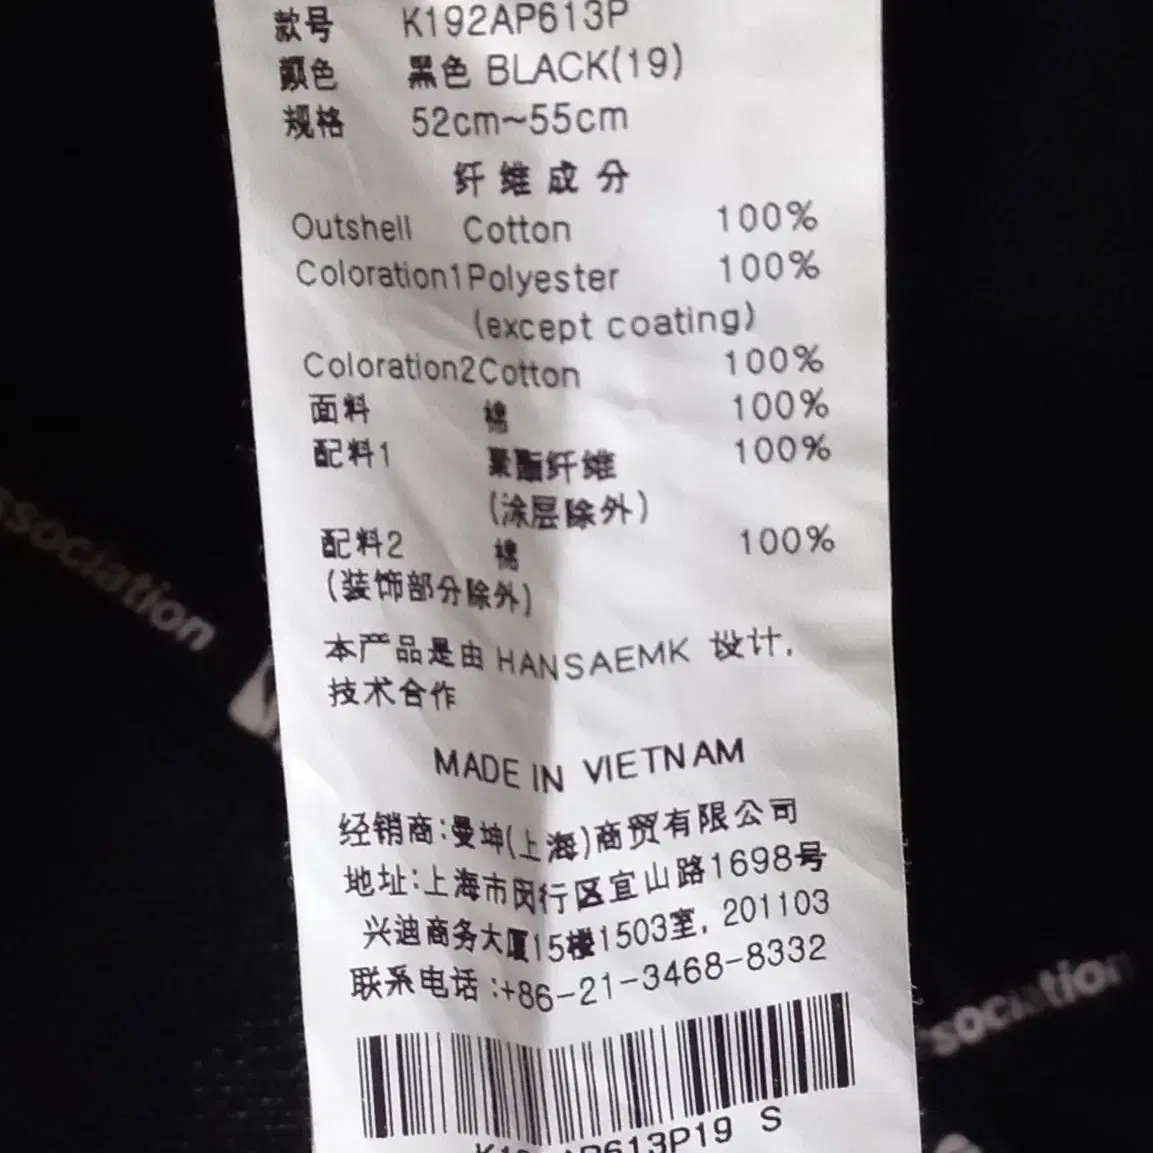 款号 K192AP613P
颜色 黑色 BLACK(19)
规格 52cm~55cm
纤维成分
Outshell Cotton 100%
Coloration1 Polyester 100%
(except coating)
Coloration2 Cotton 100%
面料 棉 100%
配料1 聚酯纤维 100%
(涂层除外)
配料2 棉 100%
(装饰部分除外)
本产品是由 HANSAEMK 设计,
技术合作
MADE IN VIETNAM
经销商:曼坤(上海)商贸有限公司
地址:上海市闵行区宜山路1698号
兴迪商务大厦15楼1503室, 201103
联系电话:+86-21-3468-8332
AP613P19 S
ssociation
ssociation